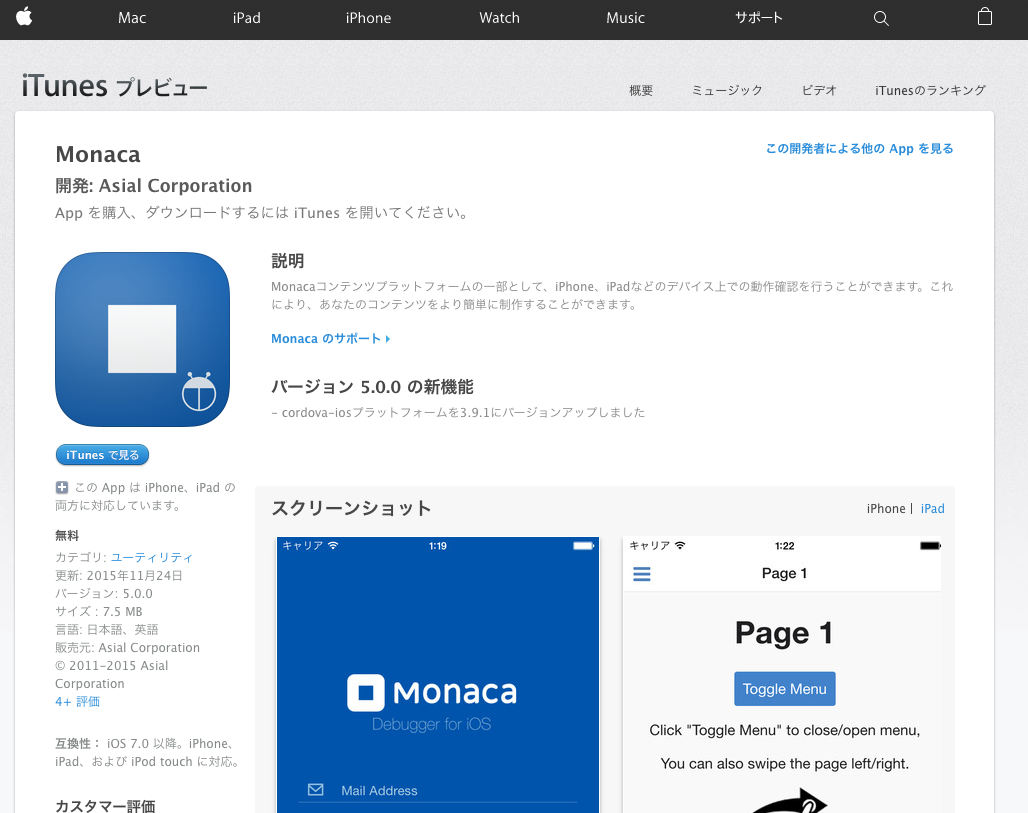 Mac iPad iPhone Watch Music サポート
iTunes プレビュー
概要 ミュージック ビデオ iTunesのランキング
Monaca
この開発者による他の App を見る
開発: Asial Corporation
App を購入、ダウンロードするには iTunes を開いてください。
説明
Monacaコンテンツプラットフォームの一部として、iPhone、iPadなどのデバイス上での動作確認を行うことができます。これ
により、あなたのコンテンツをより簡単に制作することができます。
Monaca のサポート
バージョン 5.0.0 の新機能
- cordova-iosプラットフォームを3.9.1にバージョンアップしました
iTunes で見る
この App は iPhone、iPad の
両方に対応しています。
無料
カテゴリ: ユーティリティ
更新: 2015年11月24日
バージョン: 5.0.0
サイズ : 7.5 MB
言語: 日本語、英語
販売元: Asial Corporation
© 2011-2015 Asial
Corporation
4+ 評価
互換性： iOS 7.0 以降。iPhone、
iPad、および iPod touch に対応。
カスタマー評価
スクリーンショット
iPhone | iPad
キャリア 1:19
Monaca
Debugger for iOS
Mail Address
キャリア 1:22
Page 1
Page 1
Toggle Menu
Click "Toggle Menu" to close/open menu,
You can also swipe the page left/right.